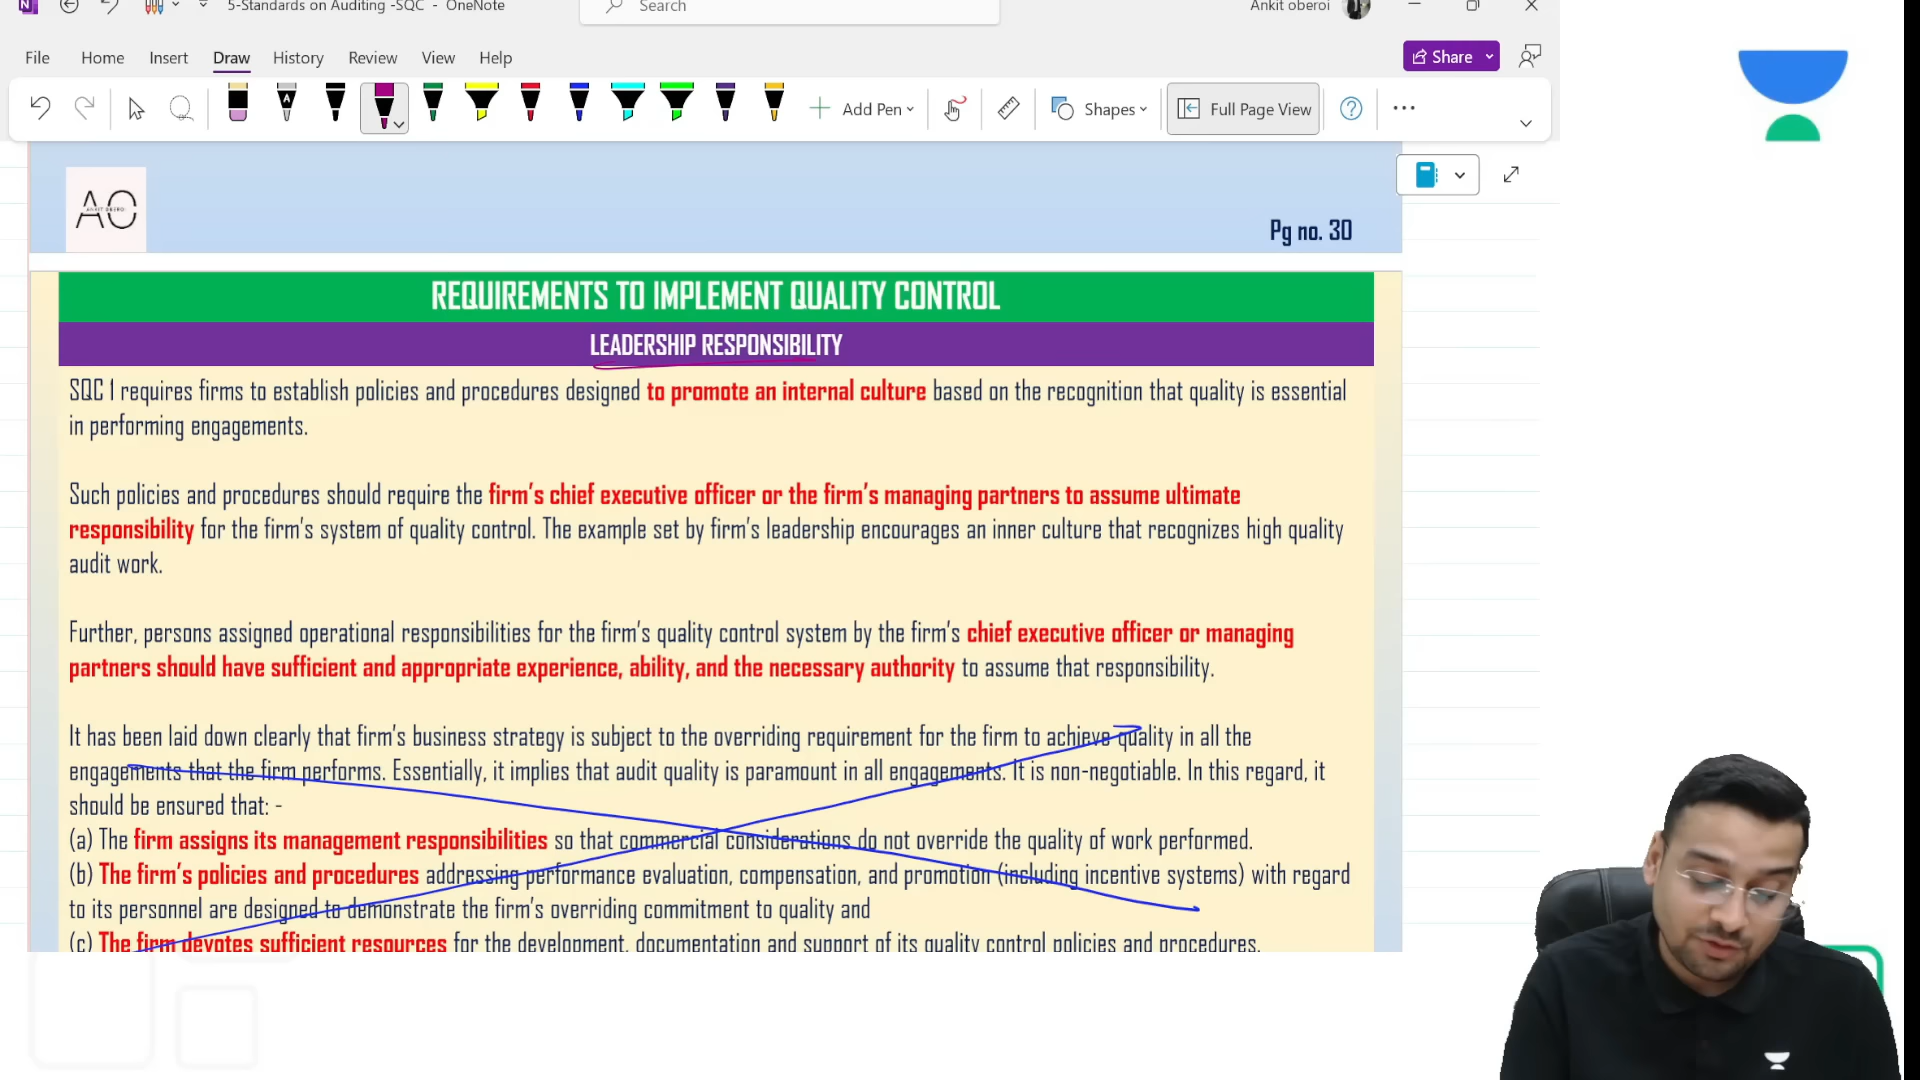 5-Standards on Auditing -SQC - OneNote
Search
Ankit oberoi
File Home Insert Draw History Review View Help
Share
A
Add Pen
Shapes
Full Page View
AO
ANKIT OBEROI
Pg no. 30
REQUIREMENTS TO IMPLEMENT QUALITY CONTROL
LEADERSHIP RESPONSIBILITY
SQC 1 requires firms to establish policies and procedures designed to promote an internal culture based on the recognition that quality is essential
in performing engagements.
Such policies and procedures should require the firm's chief executive officer or the firm's managing partners to assume ultimate
responsibility for the firm's system of quality control. The example set by firm's leadership encourages an inner culture that recognizes high quality
audit work.
Further, persons assigned operational responsibilities for the firm's quality control system by the firm's chief executive officer or managing
partners should have sufficient and appropriate experience, ability, and the necessary authority to assume that responsibility.
It has been laid down clearly that firm's business strategy is subject to the overriding requirement for the firm to achieve quality in all the
engagements that the firm performs. Essentially, it implies that audit quality is paramount in all engagements. It is non-negotiable. In this regard, it
should be ensured that: -
(a) The firm assigns its management responsibilities so that commercial considerations do not override the quality of work performed.
(b) The firm's policies and procedures addressing performance evaluation, compensation, and promotion (including incentive systems) with regard
to its personnel are designed to demonstrate the firm's overriding commitment to quality and
(c) The firm devotes sufficient resources for the development, documentation and support of its quality control policies and procedures.